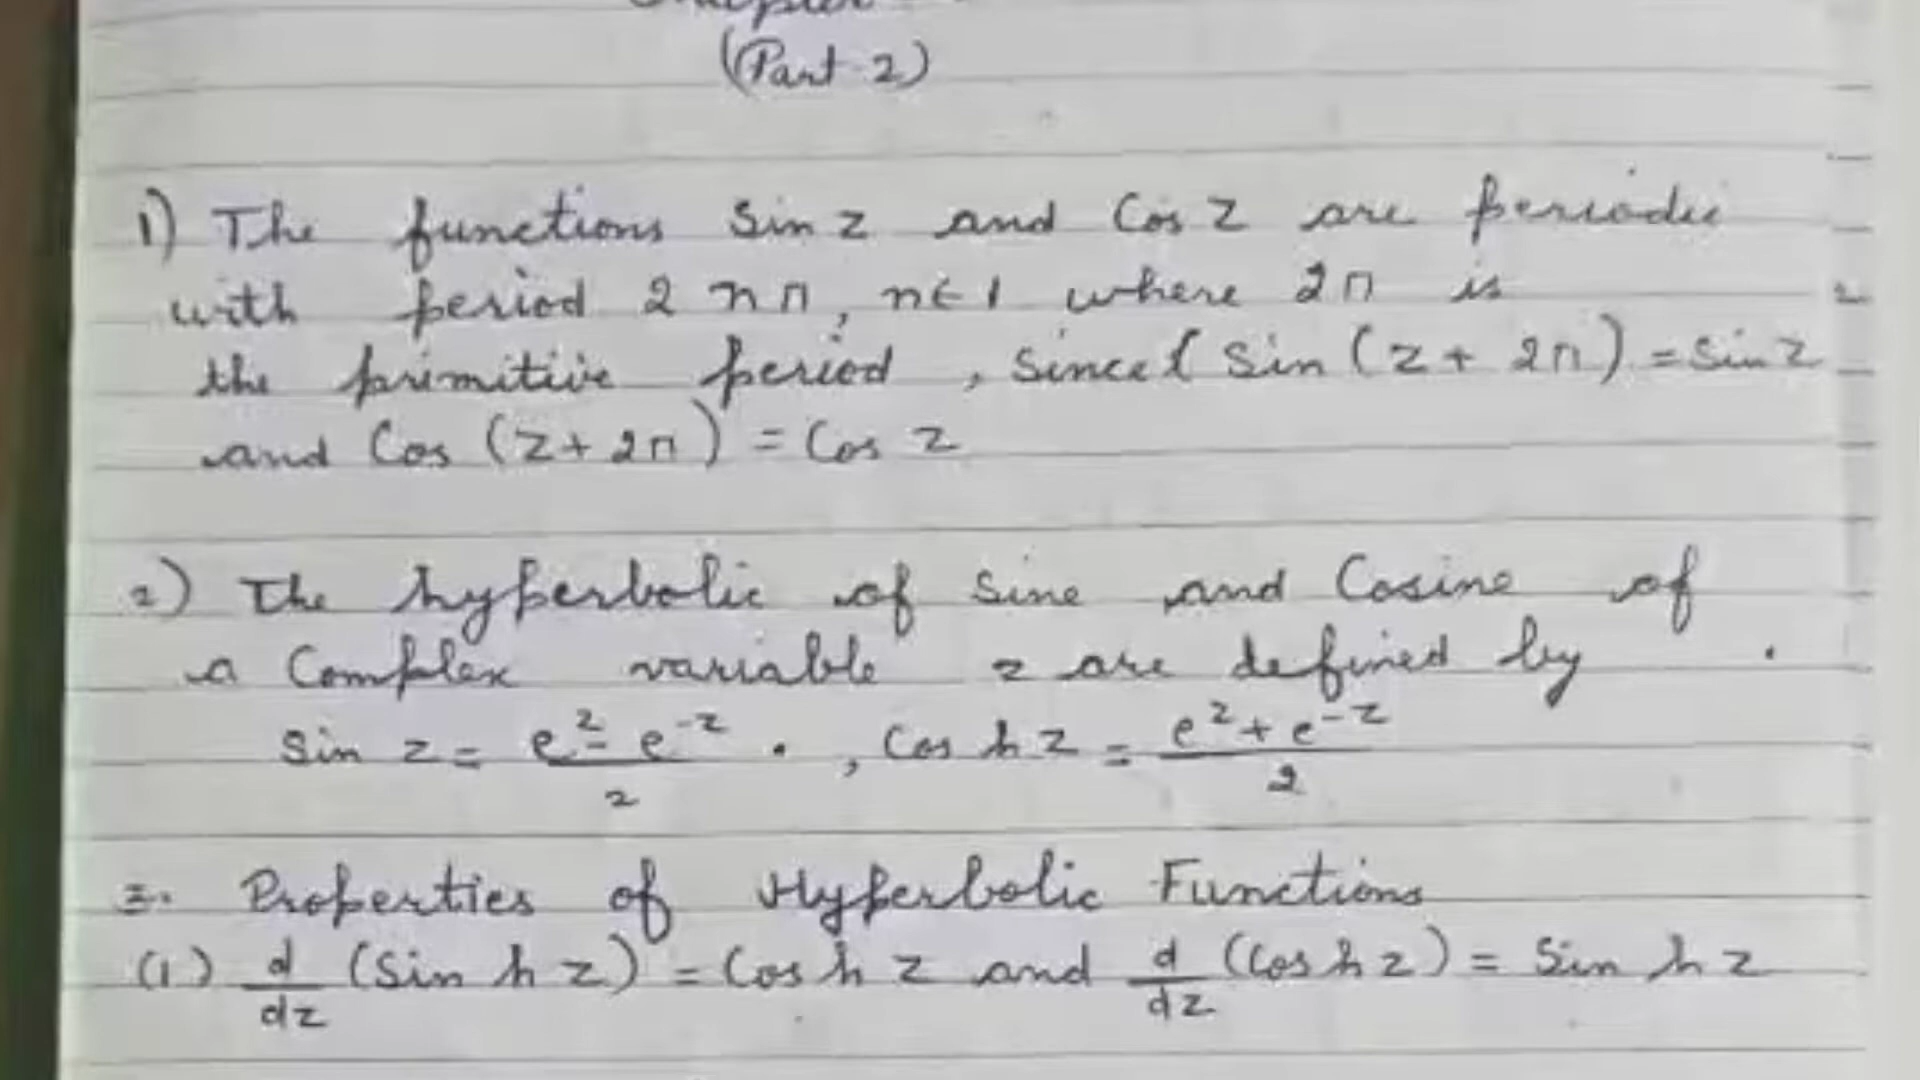 Chapter
(Part 2)
1) The functions Sin z and Cos z are periodic
with period 2 n π, n ∈ I where 2π is
the primitive period, since { Sin (z + 2π) = Sin z
and Cos (z + 2π) = Cos z
2) The hyperbolic of Sine and Cosine of
a Complex variable z are defined by
Sin z = (e^z - e^-z)/2 . , Cos h z = (e^z + e^-z)/2
=. Properties of Hyperbolic Functions
(1) d/dz (Sin h z) = Cos h z and d/dz (Cos h z) = Sin h z